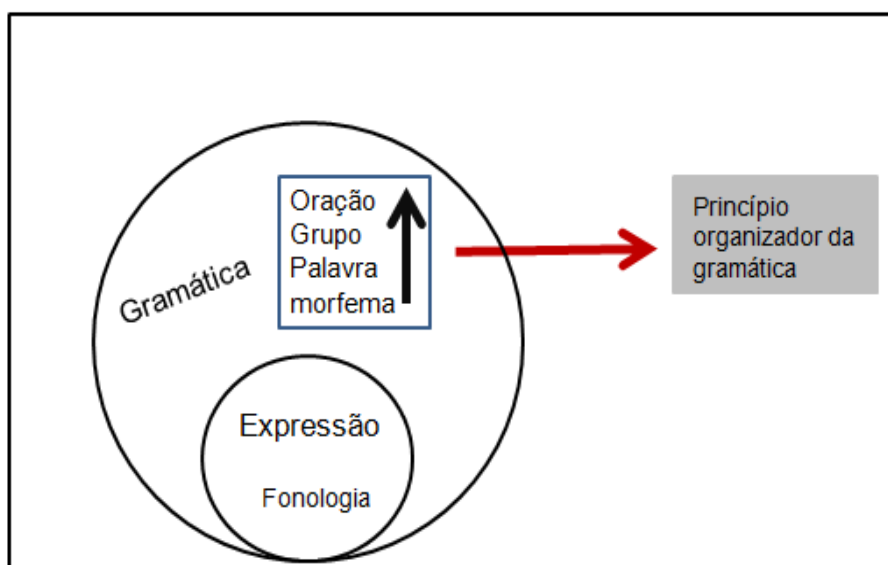 Oração
Grupo
Palavra
morfema
Gramática
Princípio
organizador da
gramática
Expressão
Fonologia